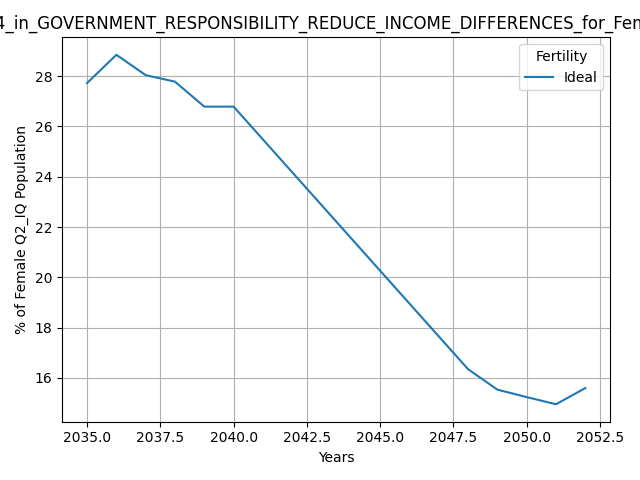 4_in_GOVERNMENT_RESPONSIBILITY_REDUCE_INCOME_DIFFERENCES_for_Fem
Fertility
Ideal
28
26
24
22
20
18
16
% of Female Q2_IQ Population
2035.0 2037.5 2040.0 2042.5 2045.0 2047.5 2050.0 2052.5
Years